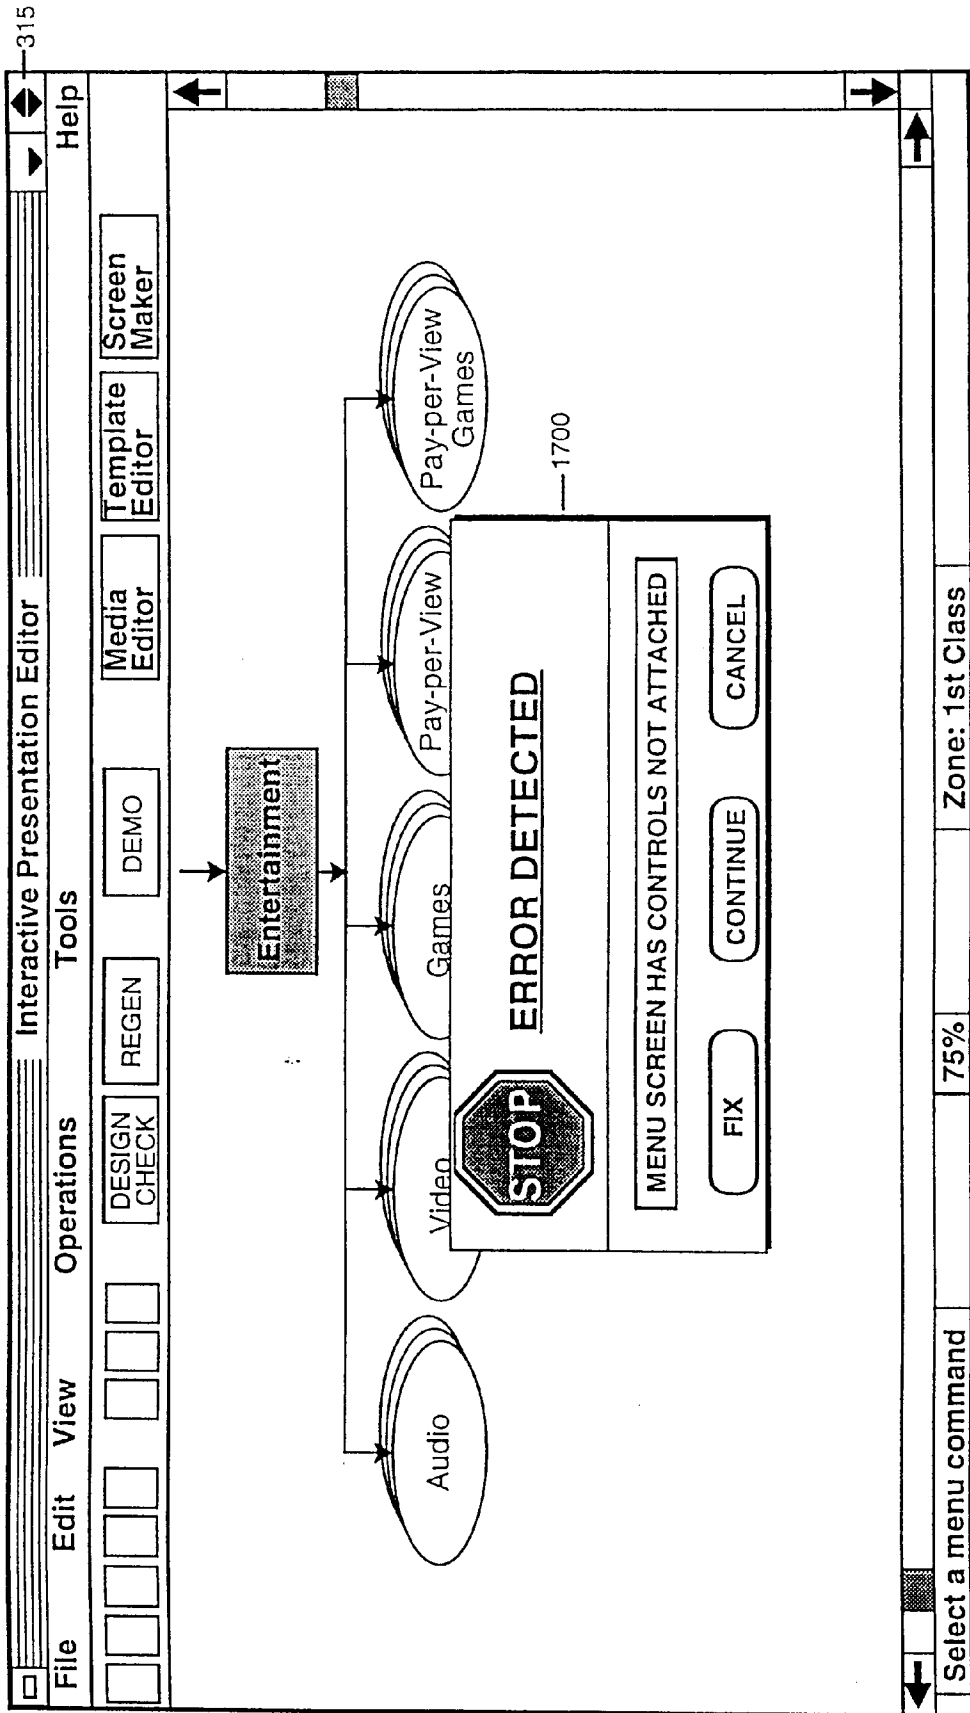 315
Interactive Presentation Editor
File Edit View Operations Tools Help
DESIGN
CHECK
REGEN
DEMO
Media
Editor
Template
Editor
Screen
Maker
Entertainment
Audio
Video
Games
Pay-per-View
Pay-per-View
Games
1700
STOP
ERROR DETECTED
MENU SCREEN HAS CONTROLS NOT ATTACHED
FIX
CONTINUE
CANCEL
Select a menu command
75%
Zone: 1st Class